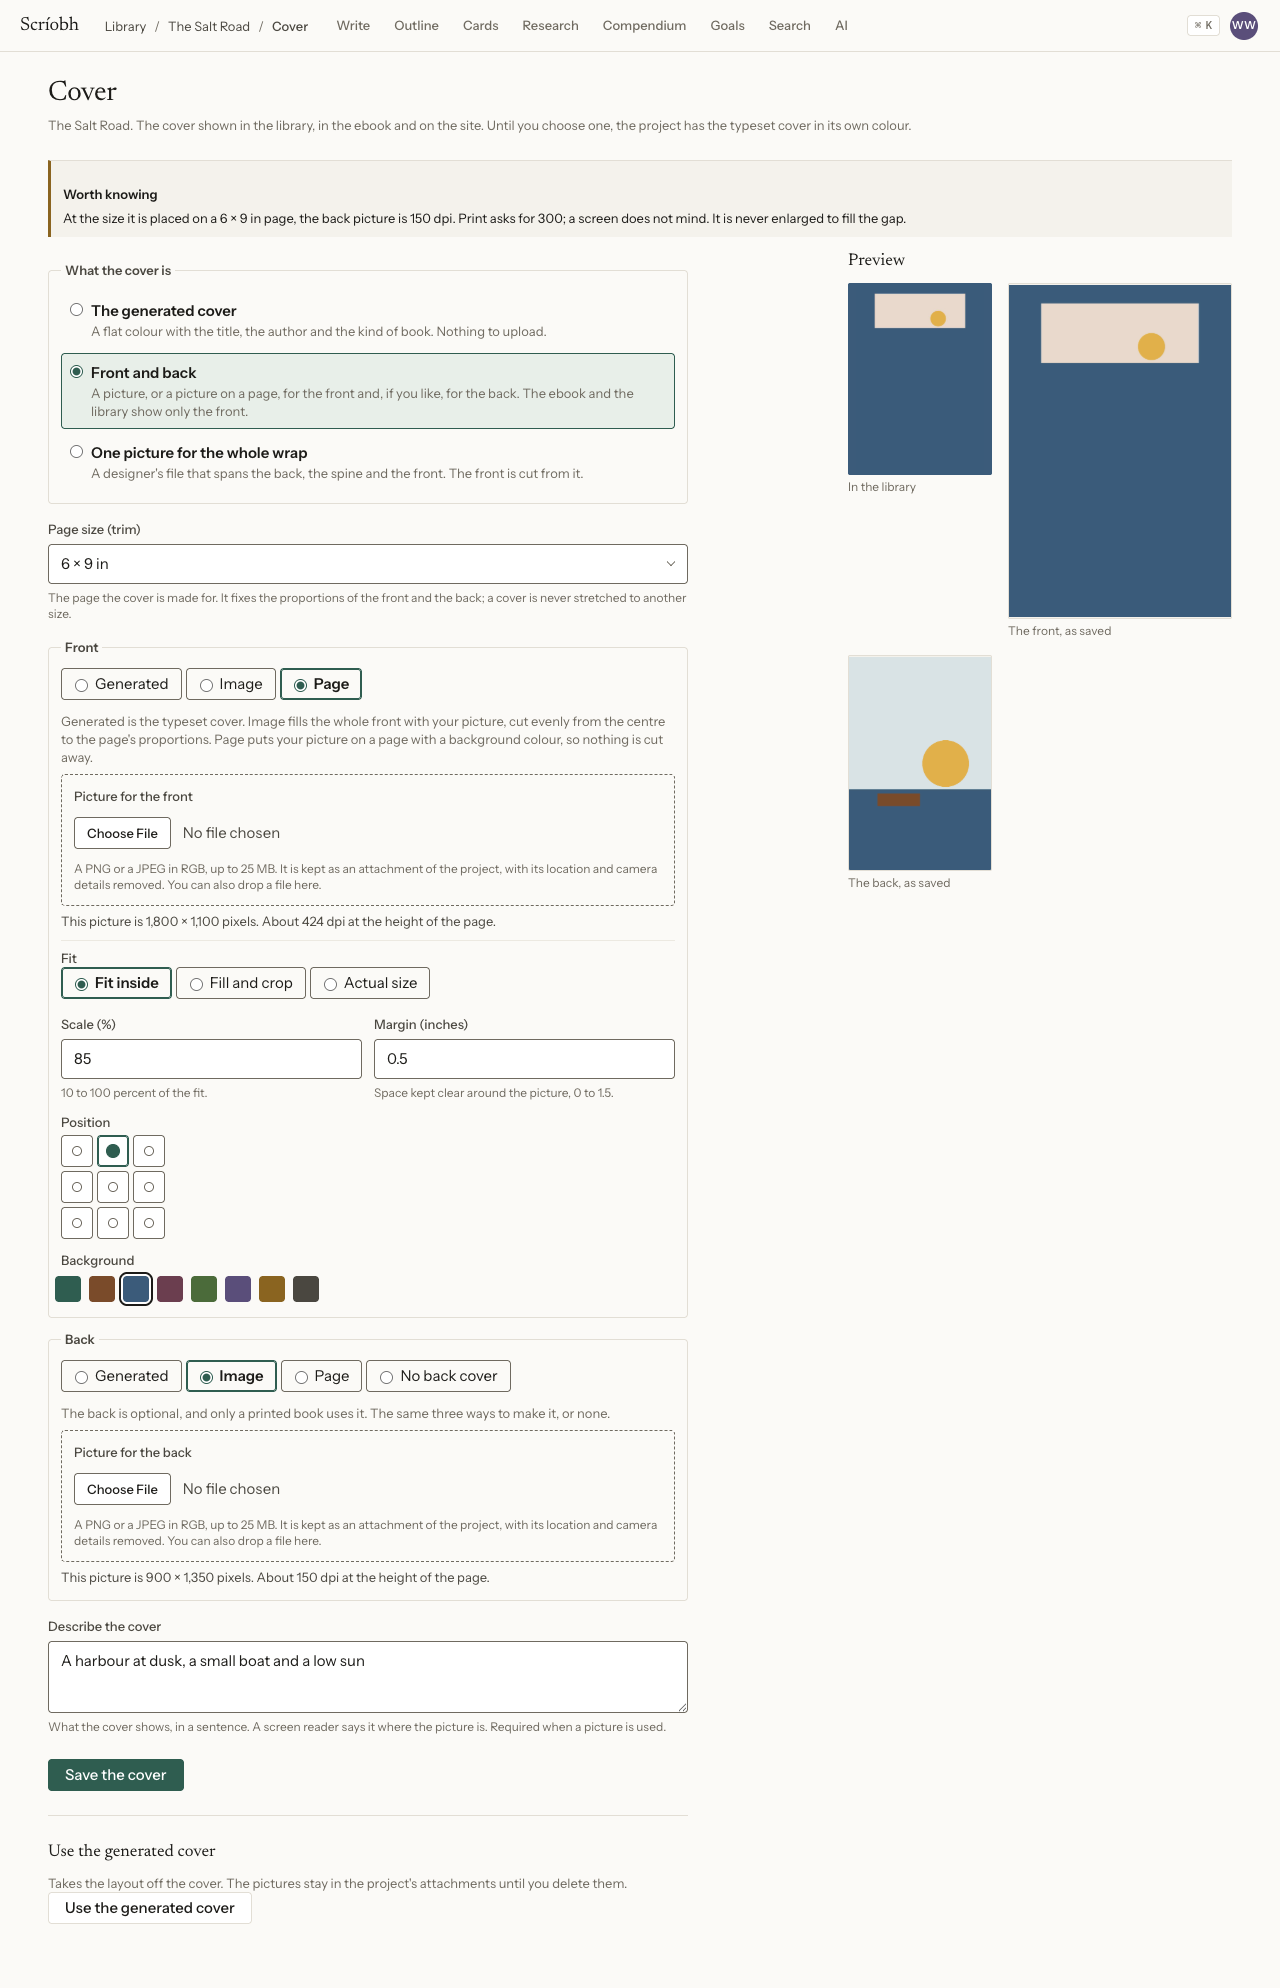 Scríobh
Library / The Salt Road / Cover
Write Outline Cards Research Compendium Goals Search AI
⌘ K
WW
Cover
The Salt Road. The cover shown in the library, in the ebook and on the site. Until you choose one, the project has the typeset cover in its own colour.
Worth knowing
At the size it is placed on a 6 × 9 in page, the back picture is 150 dpi. Print asks for 300; a screen does not mind. It is never enlarged to fill the gap.
What the cover is
The generated cover
A flat colour with the title, the author and the kind of book. Nothing to upload.
Front and back
A picture, or a picture on a page, for the front and, if you like, for the back. The ebook and the
library show only the front.
One picture for the whole wrap
A designer's file that spans the back, the spine and the front. The front is cut from it.
Page size (trim)
6 × 9 in
The page the cover is made for. It fixes the proportions of the front and the back; a cover is never stretched to another
size.
Front
Generated Image Page
Generated is the typeset cover. Image fills the whole front with your picture, cut evenly from the centre
to the page's proportions. Page puts your picture on a page with a background colour, so nothing is cut
away.
Picture for the front
Choose File No file chosen
A PNG or a JPEG in RGB, up to 25 MB. It is kept as an attachment of the project, with its location and camera
details removed. You can also drop a file here.
This picture is 1,800 × 1,100 pixels. About 424 dpi at the height of the page.
Fit
Fit inside Fill and crop Actual size
Scale (%) Margin (inches)
85 0.5
10 to 100 percent of the fit. Space kept clear around the picture, 0 to 1.5.
Position
Background
Back
Generated Image Page No back cover
The back is optional, and only a printed book uses it. The same three ways to make it, or none.
Picture for the back
Choose File No file chosen
A PNG or a JPEG in RGB, up to 25 MB. It is kept as an attachment of the project, with its location and camera
details removed. You can also drop a file here.
This picture is 900 × 1,350 pixels. About 150 dpi at the height of the page.
Describe the cover
A harbour at dusk, a small boat and a low sun
What the cover shows, in a sentence. A screen reader says it where the picture is. Required when a picture is used.
Save the cover
Use the generated cover
Takes the layout off the cover. The pictures stay in the project's attachments until you delete them.
Use the generated cover
Preview
In the library
The front, as saved
The back, as saved